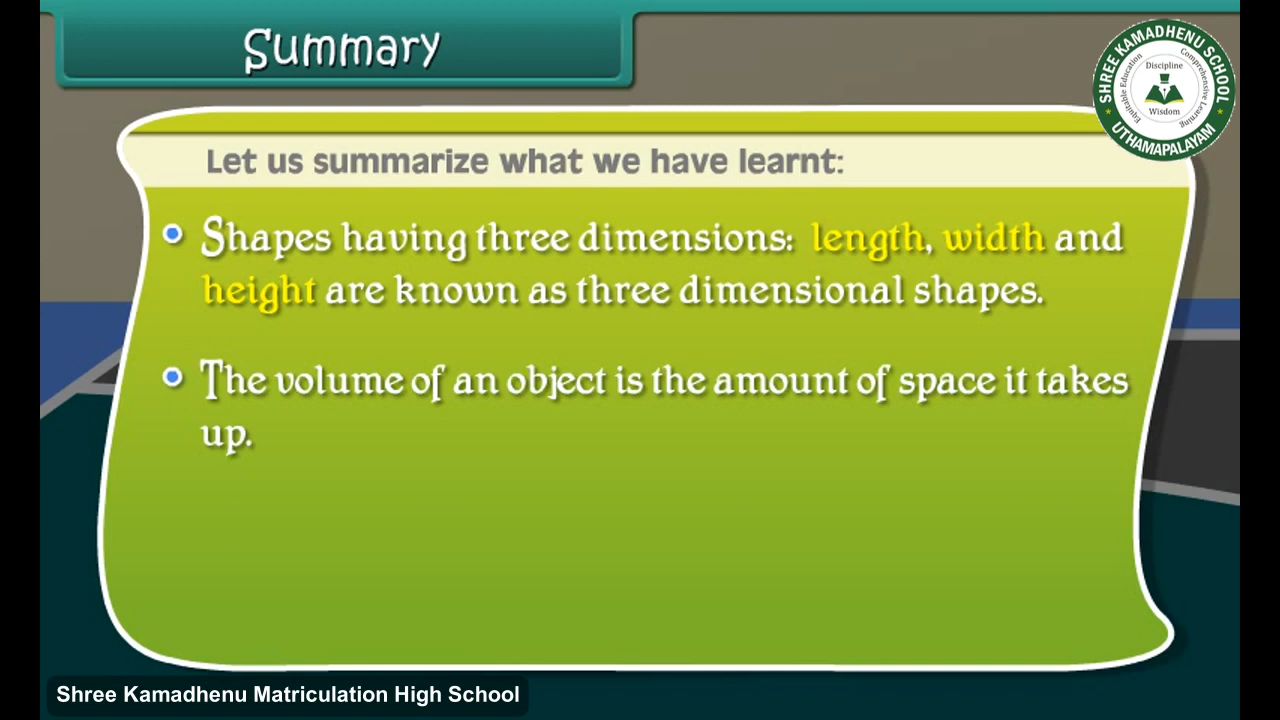 Summary
SHREE KAMADHENU SCHOOL
Discipline
Comprehensive Learning
Equitable Education
Wisdom
UTHAMAPALAYAM
Let us summarize what we have learnt:
Shapes having three dimensions: length, width and
height are known as three dimensional shapes.
The volume of an object is the amount of space it takes
up.
Shree Kamadhenu Matriculation High School